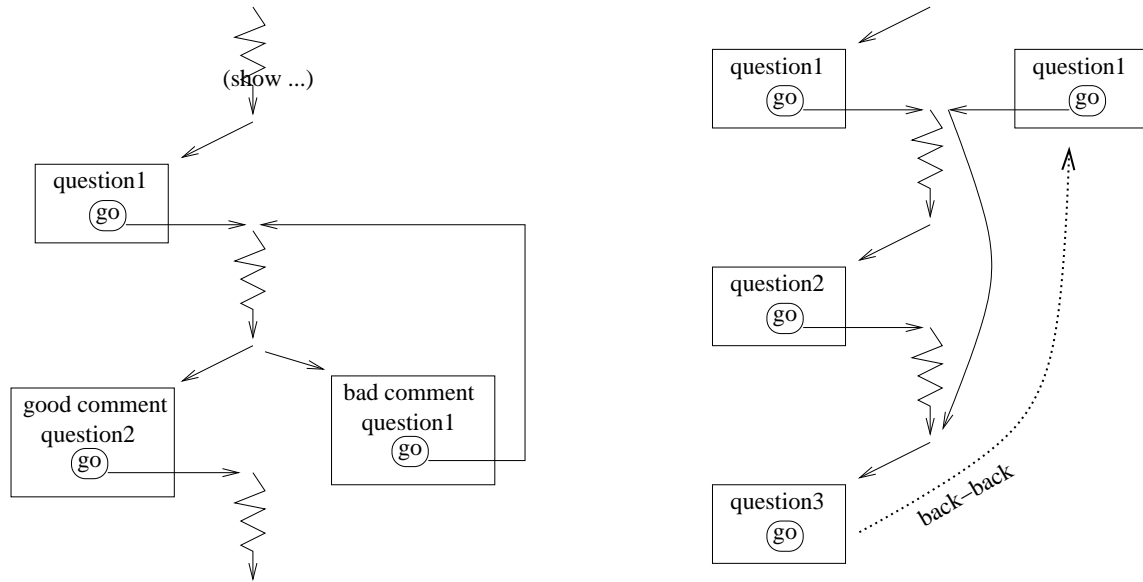 (show ...)
question1
go
good comment
question2
go
bad comment
question1
go
question1
go
question1
go
question2
go
question3
go
back–back